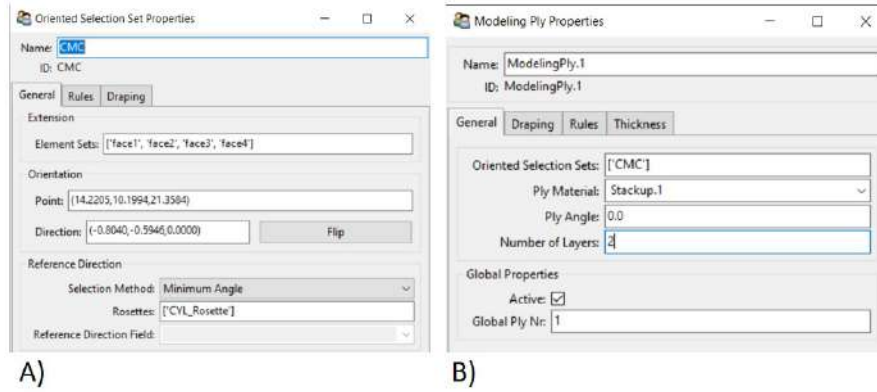 Oriented Selection Set Properties
Name: CMC
ID: CMC
General Rules Draping
Extension
Element Sets: ['face1', 'face2', 'face3', 'face4']
Orientation
Point: (14.2205,10.1994,21.3584)
Direction: (-0.8040,-0.5946,0.0000) Flip
Reference Direction
Selection Method: Minimum Angle
Rosettes: ['CYL_Rosette']
Reference Direction Field:
A)
Modeling Ply Properties
Name: ModelingPly.1
ID: ModelingPly.1
General Draping Rules Thickness
Oriented Selection Sets: ['CMC']
Ply Material: Stackup.1
Ply Angle: 0.0
Number of Layers: 2
Global Properties
Active:
Global Ply Nr: 1
B)